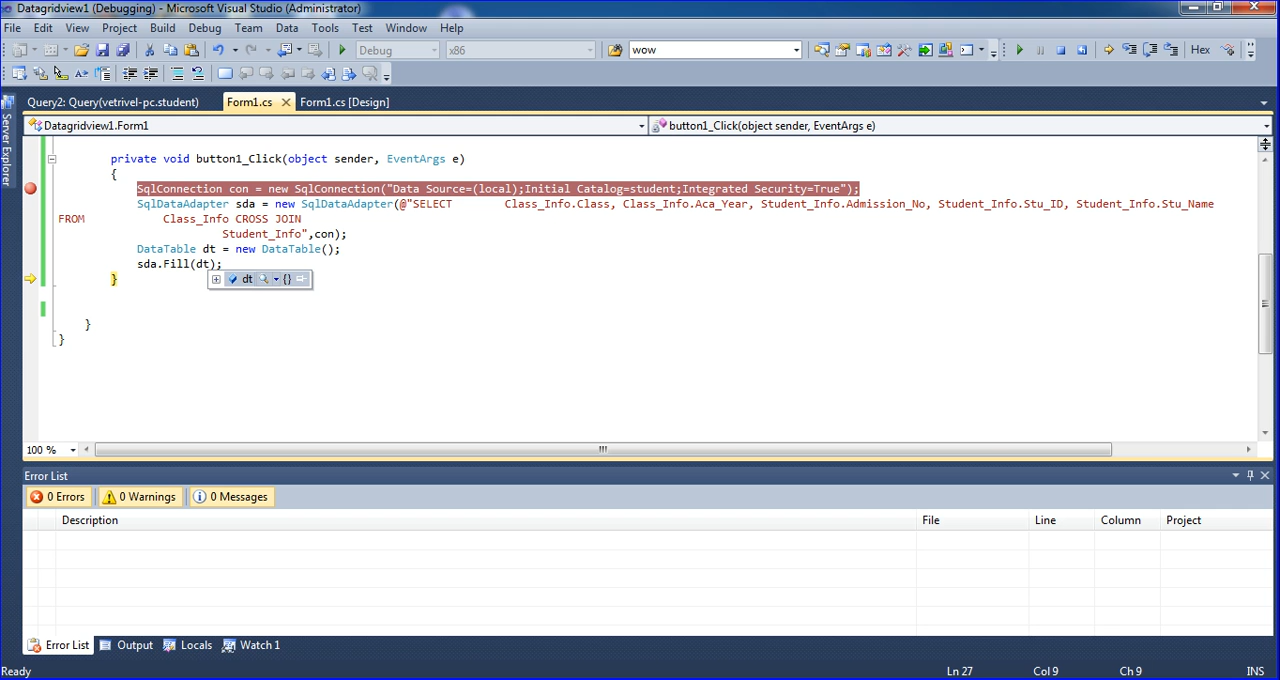 Datagridview1 (Debugging) - Microsoft Visual Studio (Administrator)
File Edit View Project Build Debug Team Data Tools Test Window Help
Debug x86 wow Hex
Query2: Query(vetrivel-pc.student) Form1.cs Form1.cs [Design]
Server Explorer
Datagridview1.Form1 button1_Click(object sender, EventArgs e)
private void button1_Click(object sender, EventArgs e)
{
SqlConnection con = new SqlConnection("Data Source=(local);Initial Catalog=student;Integrated Security=True");
SqlDataAdapter sda = new SqlDataAdapter(@"SELECT Class_Info.Class, Class_Info.Aca_Year, Student_Info.Admission_No, Student_Info.Stu_ID, Student_Info.Stu_Name
FROM Class_Info CROSS JOIN
Student_Info",con);
DataTable dt = new DataTable();
sda.Fill(dt);
}
dt {}
}
}
100 %
Error List
0 Errors 0 Warnings 0 Messages
Description File Line Column Project
Error List Output Locals Watch 1
Ready Ln 27 Col 9 Ch 9 INS